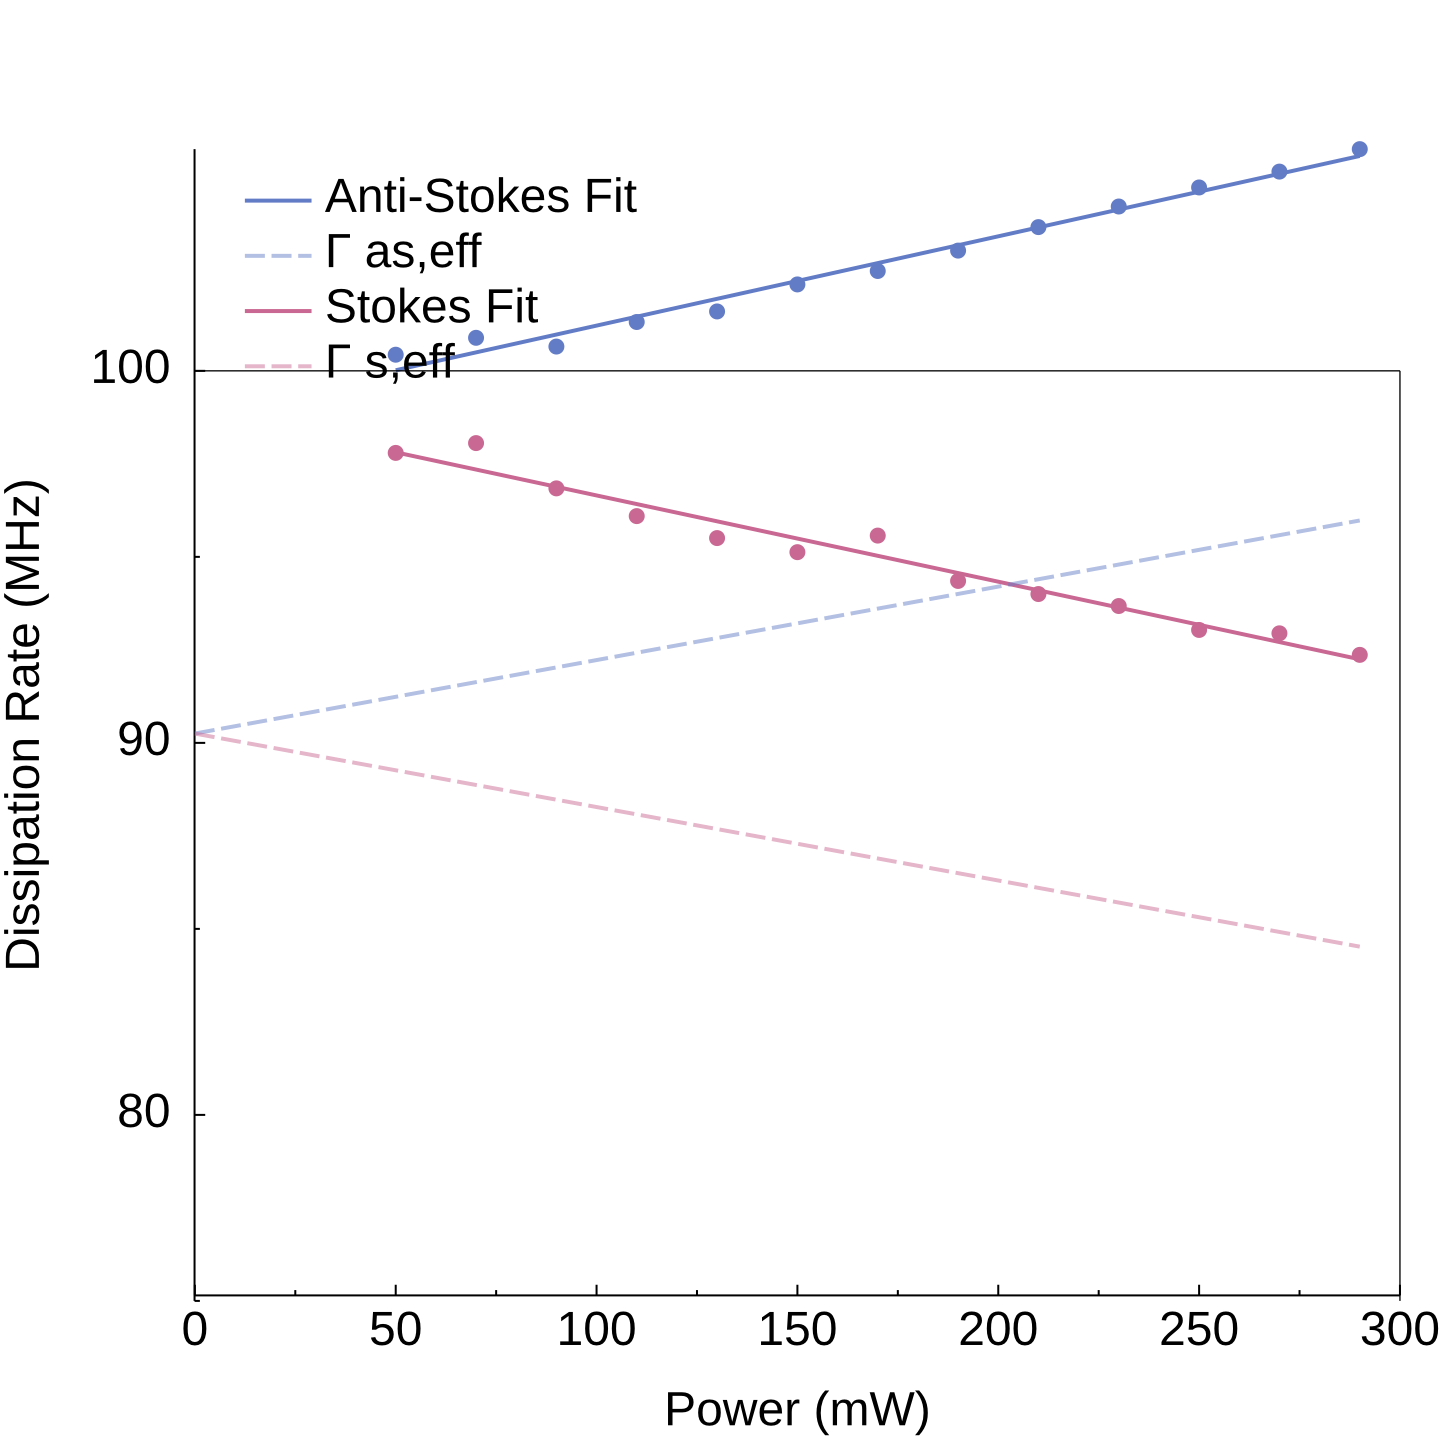 Anti-Stokes Fit
Γ as,eff
Stokes Fit
Γ s,eff
100
90
80
Dissipation Rate (MHz)
0 50 100 150 200 250 300
Power (mW)